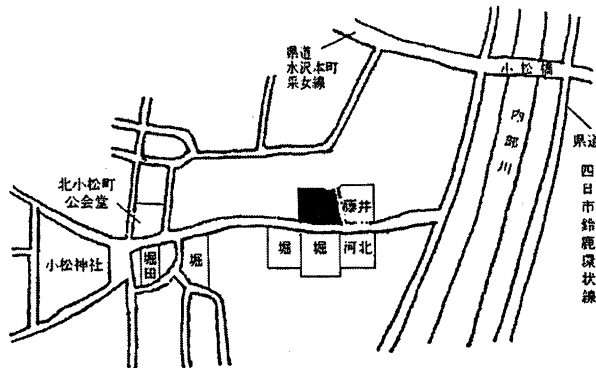 県道
水沢本町
采女線
小松橋
内部川
県道
四日市鈴鹿環状線
北小松町
公会堂
藤井
小松神社
堀田
堀
堀
堀
河北